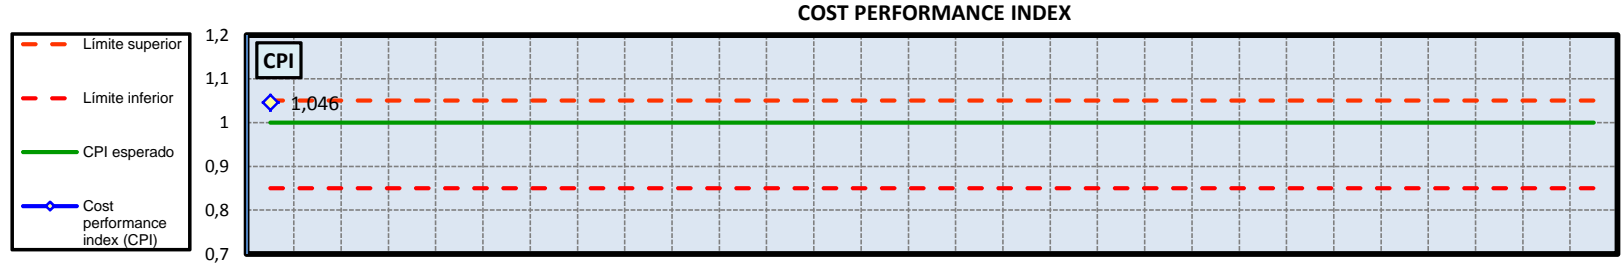 COST PERFORMANCE INDEX
Límite superior
Límite inferior
CPI esperado
Cost
performance
index (CPI)
1,2
1,1
1
0,9
0,8
0,7
CPI
1,046